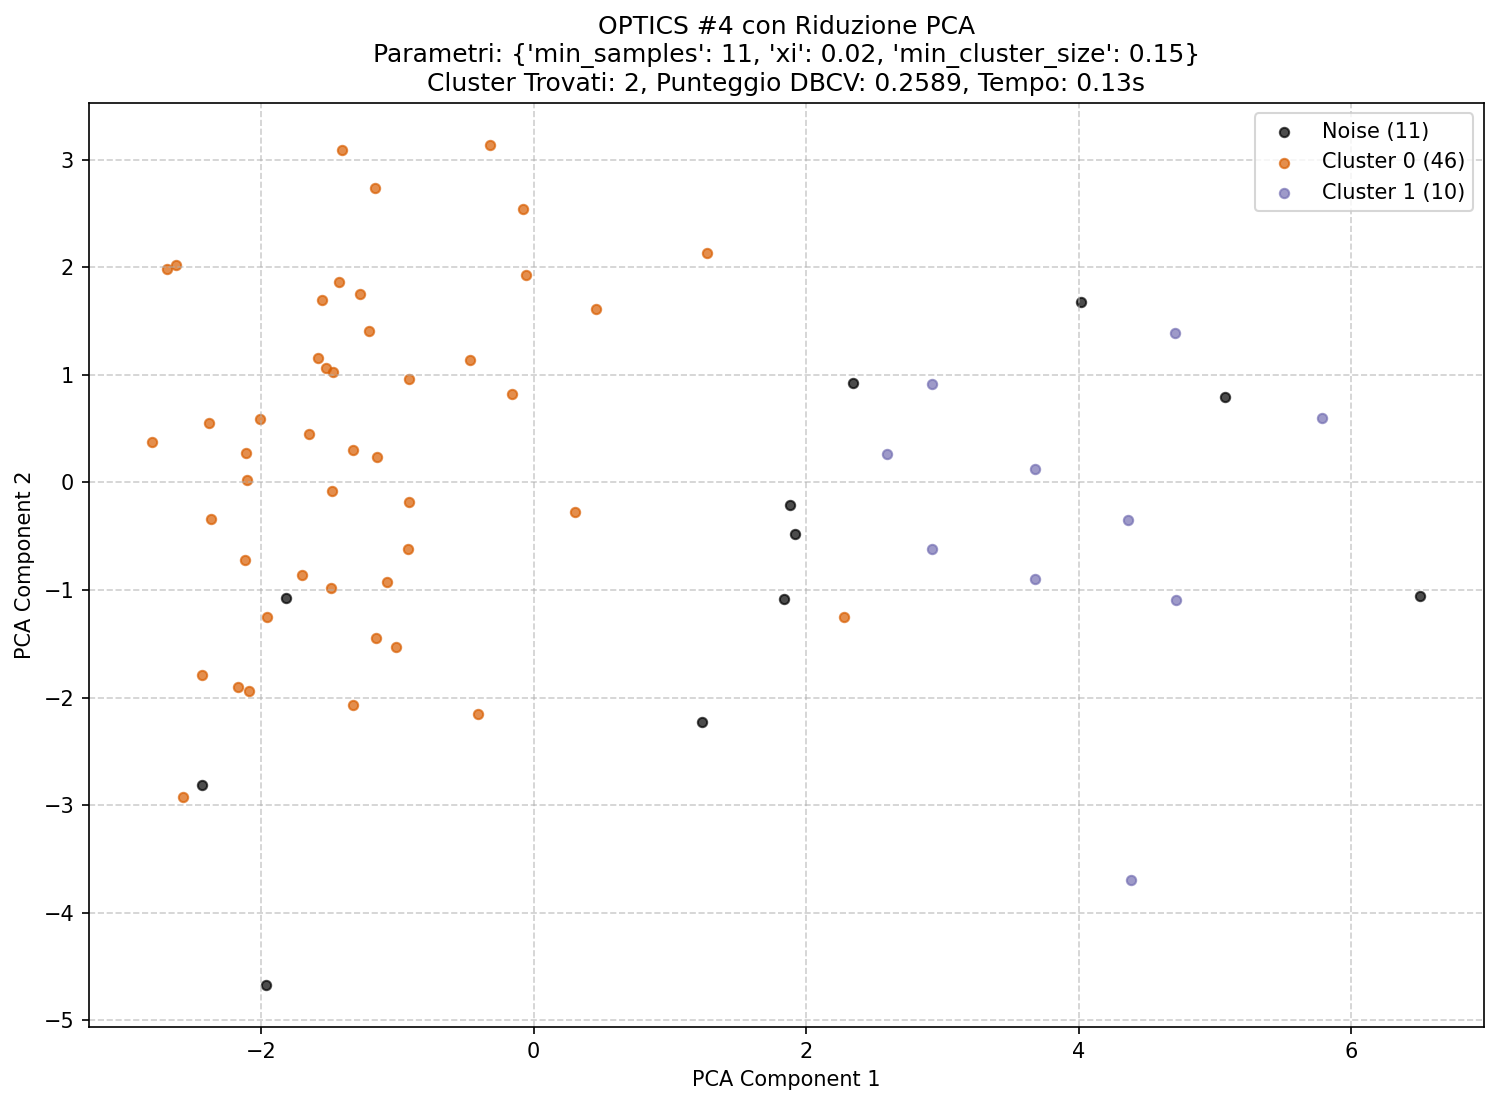 OPTICS #4 con Riduzione PCA
Parametri: {'min_samples': 11, 'xi': 0.02, 'min_cluster_size': 0.15}
Cluster Trovati: 2, Punteggio DBCV: 0.2589, Tempo: 0.13s
Noise (11)
Cluster 0 (46)
Cluster 1 (10)
3
2
1
0
−1
−2
−3
−4
−5
PCA Component 2
−2
0
2
4
6
PCA Component 1